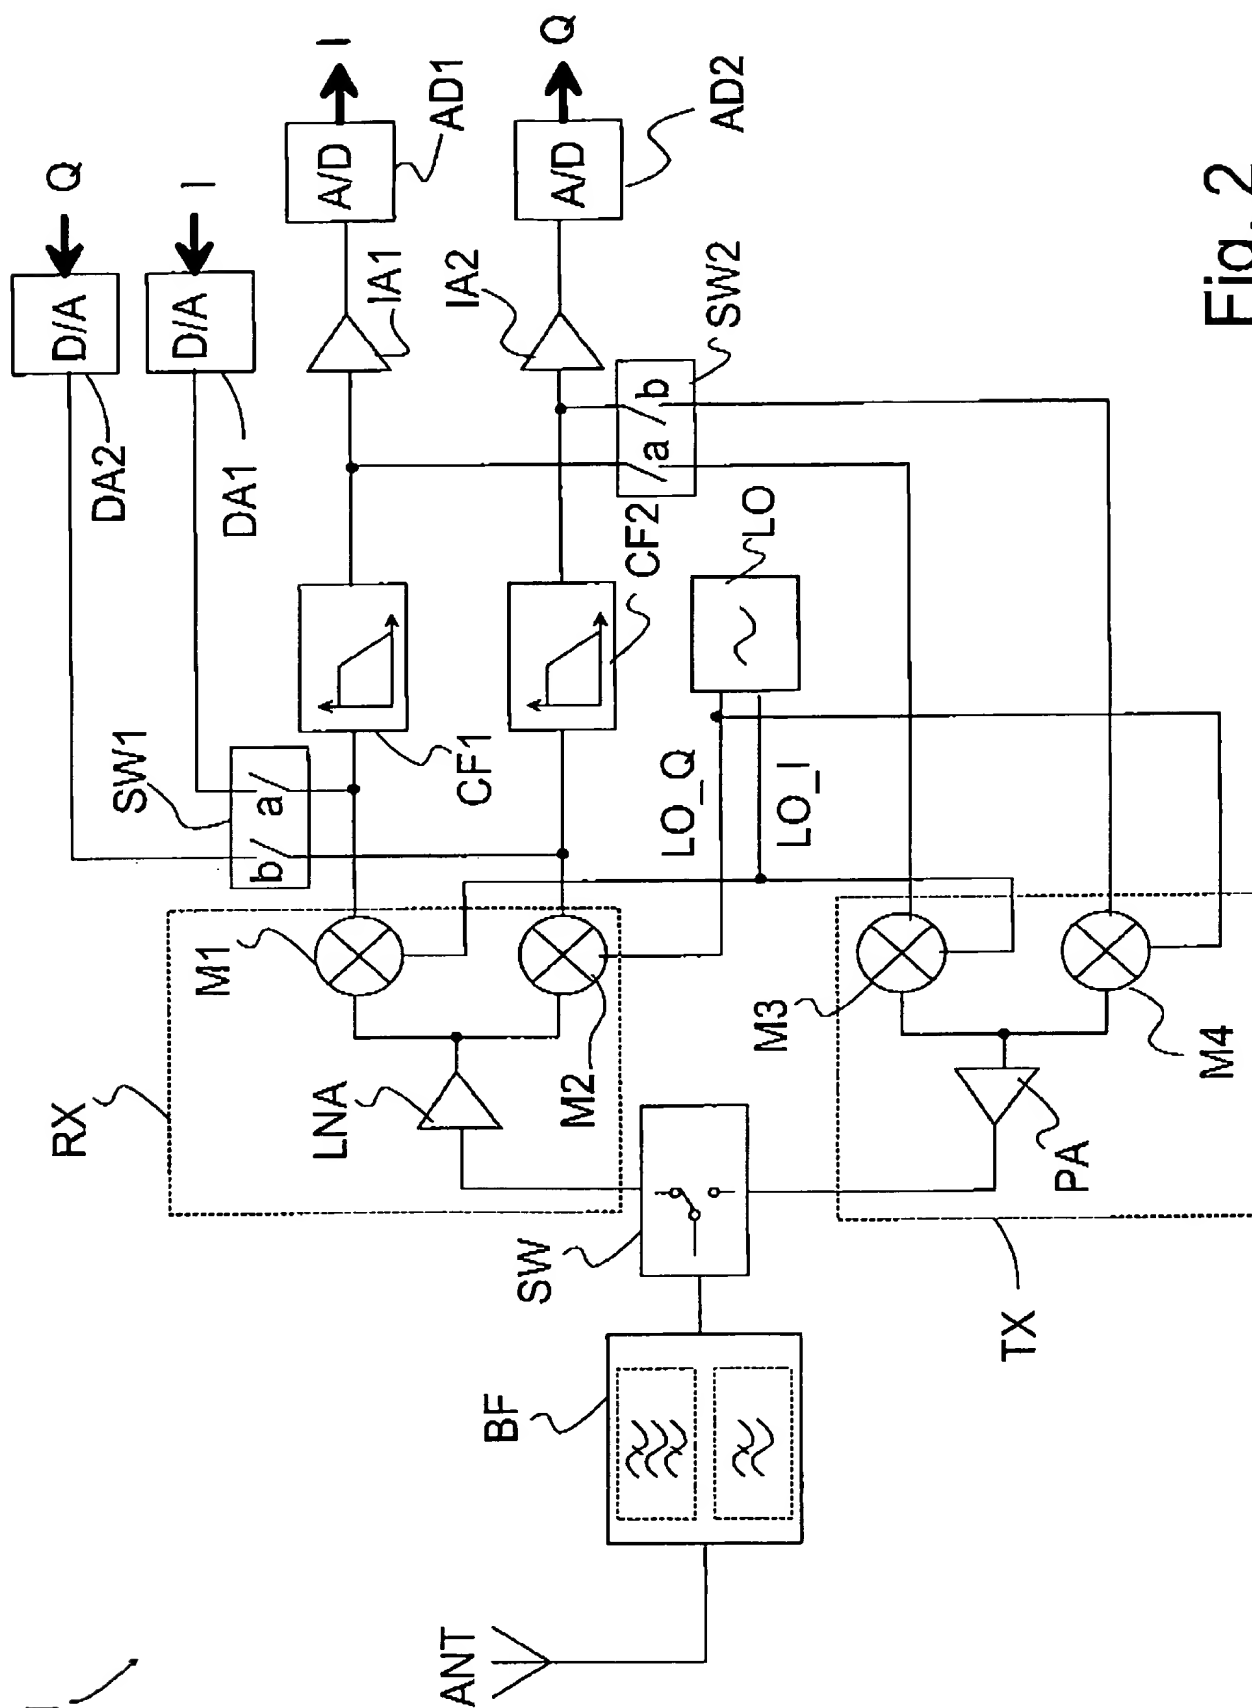 Q
I
D/A
D/A
DA2
DA1
I
Q
A/D
A/D
AD1
AD2
IA1
IA2
SW2
a
b
SW1
b
a
CF1
CF2
LO
LO_Q
LO_I
RX
M1
M2
LNA
M3
M4
PA
TX
SW
BF
ANT
Fig. 2